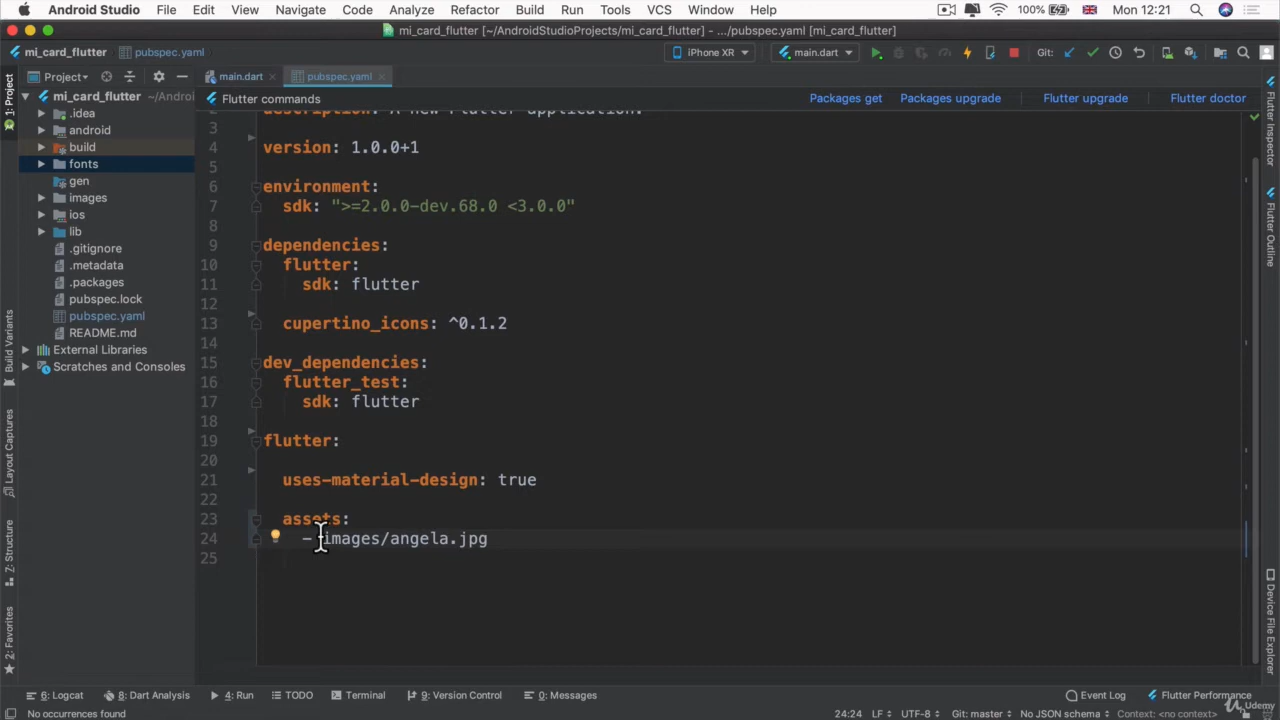 Android Studio File Edit View Navigate Code Analyze Refactor Build Run Tools VCS Window Help 100% Mon 12:21
mi_card_flutter [~/AndroidStudioProjects/mi_card_flutter] - .../pubspec.yaml [mi_card_flutter]
mi_card_flutter pubspec.yaml iPhone XR main.dart Git:
Project main.dart pubspec.yaml
Flutter commands Packages get Packages upgrade Flutter upgrade Flutter doctor
mi_card_flutter ~/Androi
.idea
android
build
fonts
gen
images
ios
lib
.gitignore
.metadata
.packages
pubspec.lock
pubspec.yaml
README.md
External Libraries
Scratches and Consoles
1: Project
Build Variants
Layout Captures
Z: Structure
2: Favorites
2 description: A new Flutter application.
3
4 version: 1.0.0+1
5
6 environment:
7 sdk: ">=2.0.0-dev.68.0 <3.0.0"
8
9 dependencies:
10 flutter:
11 sdk: flutter
12
13 cupertino_icons: ^0.1.2
14
15 dev_dependencies:
16 flutter_test:
17 sdk: flutter
18
19 flutter:
20
21 uses-material-design: true
22
23 assets:
24 - images/angela.jpg
25
Flutter Inspector
Flutter Outline
Device File Explorer
6: Logcat 8: Dart Analysis 4: Run TODO Terminal 9: Version Control 0: Messages Event Log Flutter Performance
No occurrences found 24:24 LF UTF-8 Git: master No JSON schema Context: <no context>
Udemy